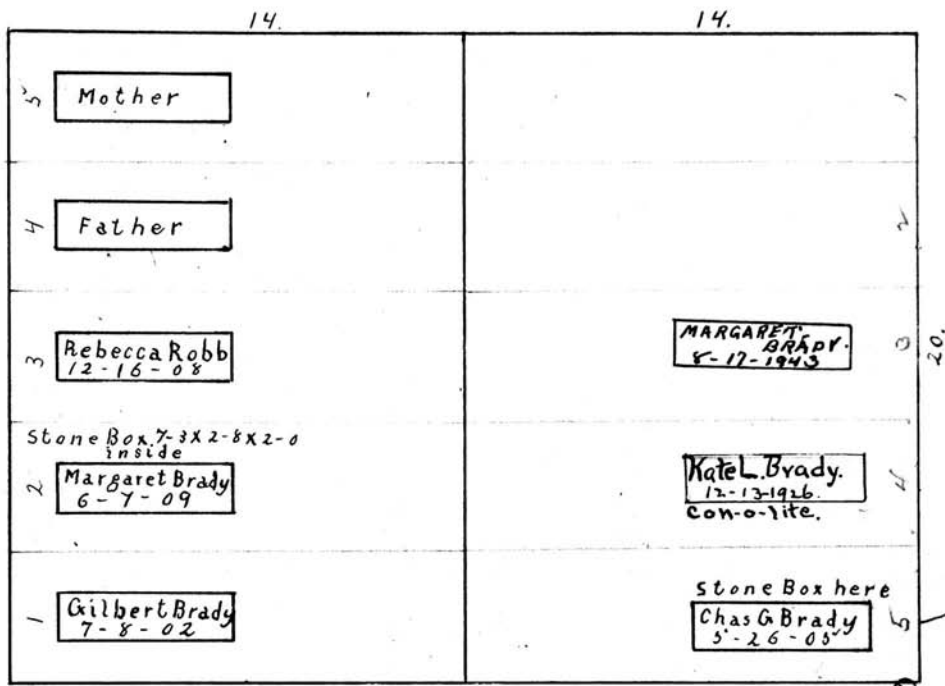 14.
14.
5
Mother
4
Father
3
Rebecca Robb
12-16-08
Stone Box 7-3 X 2-8 X 2-0
inside
2
Margaret Brady
6-7-09
1
Gilbert Brady
7-8-02
1
2
MARGARET
BRADY.
8-17-1943
3
20.
Kate L. Brady.
12-13-1926.
con-o-lite.
4
Stone Box here
Chas G Brady
5-26-05
5